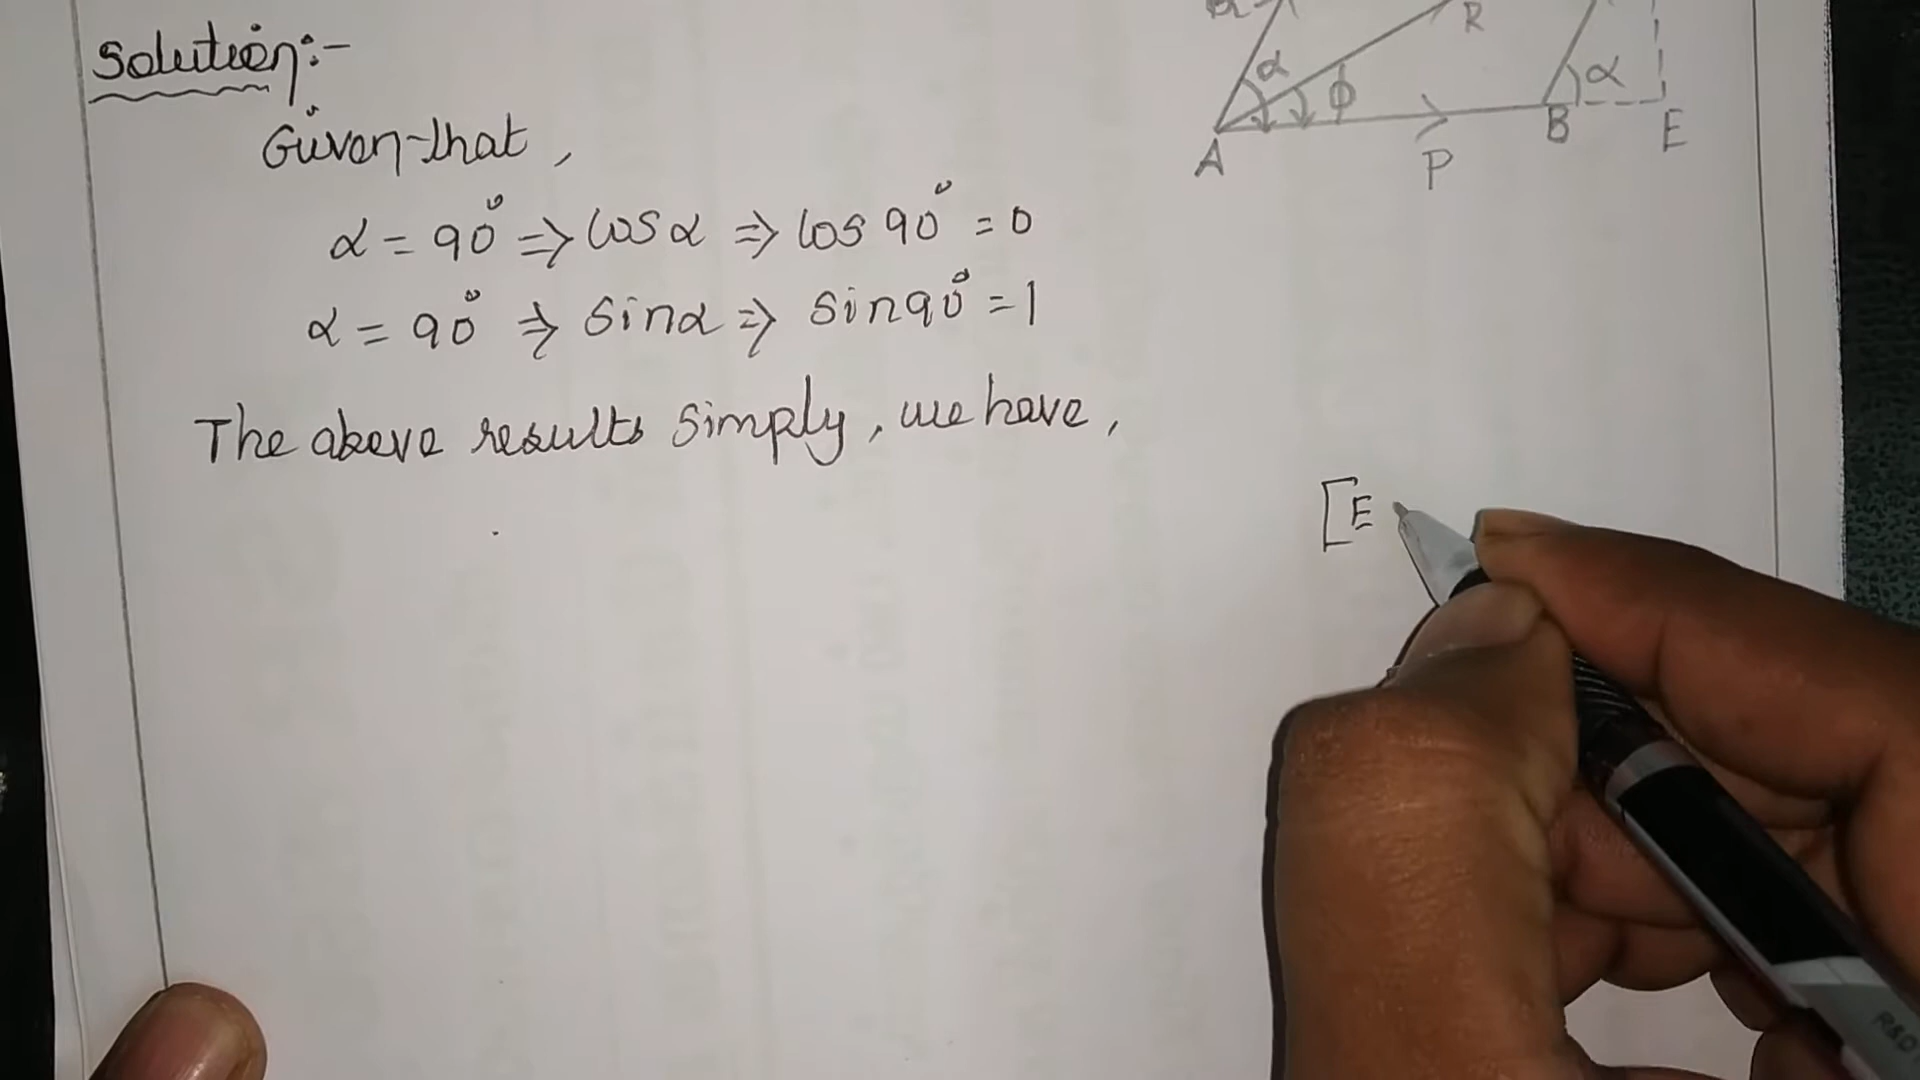 Solution:-
Given that,
α = 90° ⇒ cos α ⇒ cos 90° = 0
α = 90° ⇒ sin α ⇒ sin 90° = 1
The above results simply, we have,
[E
R
α
φ
α
A
P
B
E
R&D